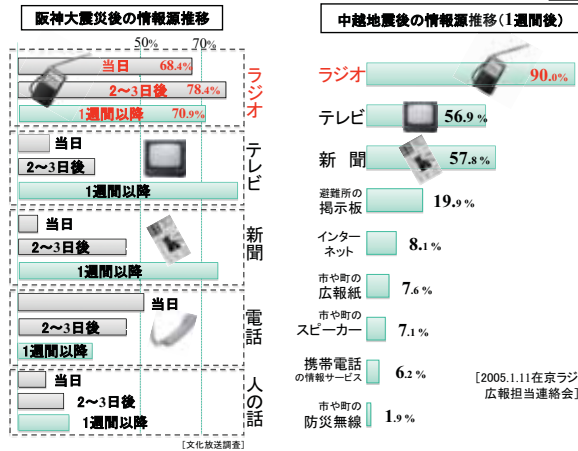 阪神大震災後の情報源推移
50%
70%
当日 68.4%
2〜3日後 78.4%
1週間以降 70.9%
ラジオ
当日
2〜3日後
1週間以降
テレビ
当日
2〜3日後
1週間以降
新聞
当日
2〜3日後
1週間以降
電話
当日
2〜3日後
1週間以降
人の話
[文化放送調査]
中越地震後の情報源推移(1週間後)
ラジオ 90.0%
テレビ 56.9%
新聞 57.8%
避難所の
掲示板 19.9%
インター
ネット 8.1%
市や町の
広報紙 7.6%
市や町の
スピーカー 7.1%
携帯電話
の情報サービス 6.2%
市や町の
防災無線 1.9%
[2005.1.11在京ラジ
広報担当連絡会]